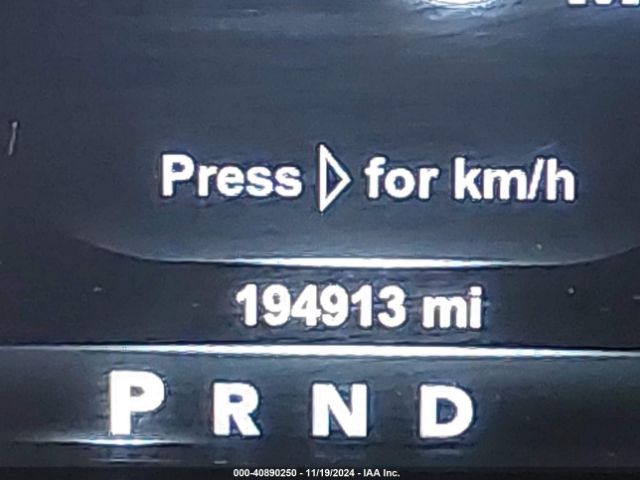 Press ▷ for km/h
194913 mi
P R N D
000-40890250 - 11/19/2024 - IAA Inc.